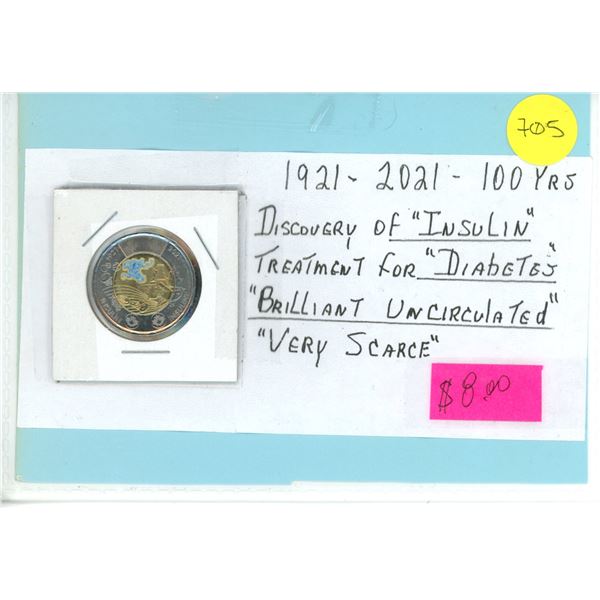 705
1921 - 2021 - 100 YRS
DISCOVERY OF "INSULIN"
TREATMENT FOR "DIABETES"
"BRILLIANT UNCIRCULATED"
"VERY SCARCE"
$8.00